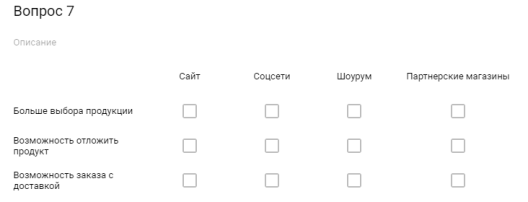 Вопрос 7
Описание
Сайт Соцсети Шоурум Партнерские магазины
Больше выбора продукции
Возможность отложить
продукт
Возможность заказа с
доставкой